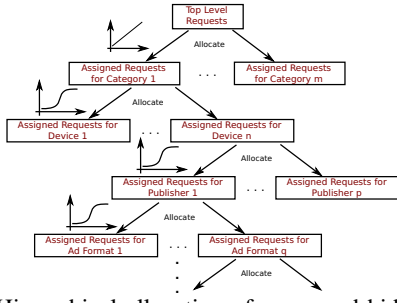 Top Level
Requests
Allocate
Assigned Requests
for Category 1
. . .
Assigned Requests
for Category m
Allocate
Assigned Requests for
Device 1
. . .
Assigned Requests for
Device n
Allocate
Assigned Requests for
Publisher 1
. . .
Assigned Requests for
Publisher p
Allocate
Assigned Requests for
Ad Format 1
. . .
Assigned Requests for
Ad Format q
Allocate